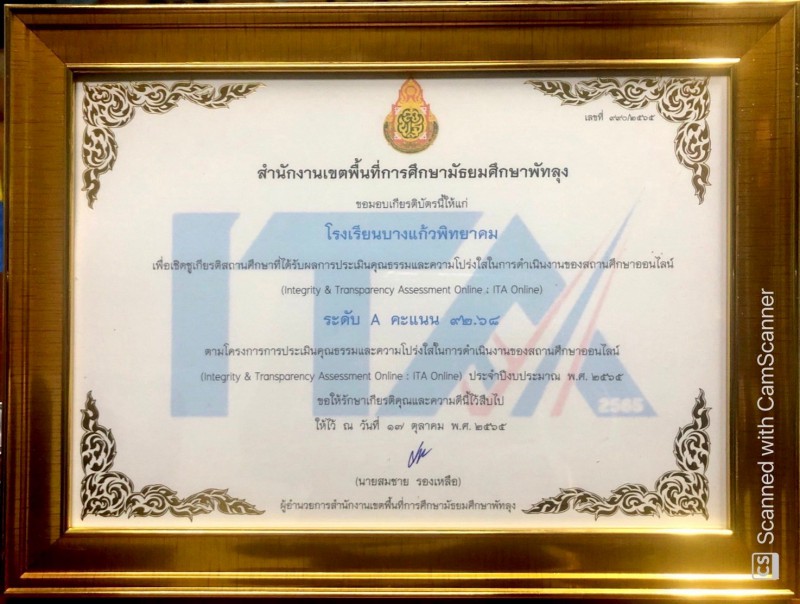 เลขที่ ๙๙๐/๒๕๖๕
สำนักงานเขตพื้นที่การศึกษามัธยมศึกษาพัทลุง
ขอมอบเกียรติบัตรนี้ให้แก่
โรงเรียนบางแก้วพิทยาคม
เพื่อเชิดชูเกียรติสถานศึกษาที่ได้รับผลการประเมินคุณธรรมและความโปร่งใสในการดำเนินงานของสถานศึกษาออนไลน์
(Integrity & Transparency Assessment Online : ITA Online)
ระดับ A คะแนน ๙๒.๖๘
ตามโครงการการประเมินคุณธรรมและความโปร่งใสในการดำเนินงานของสถานศึกษาออนไลน์
(Integrity & Transparency Assessment Online : ITA Online) ประจำปีงบประมาณ พ.ศ. ๒๕๖๕
ขอให้รักษาเกียรติคุณและความดีนี้ไว้สืบไป
ให้ไว้ ณ วันที่ ๑๗ ตุลาคม พ.ศ. ๒๕๖๕
(นายสมชาย รองเหลือ)
ผู้อำนวยการสำนักงานเขตพื้นที่การศึกษามัธยมศึกษาพัทลุง
ITA
2565
CS Scanned with CamScanner